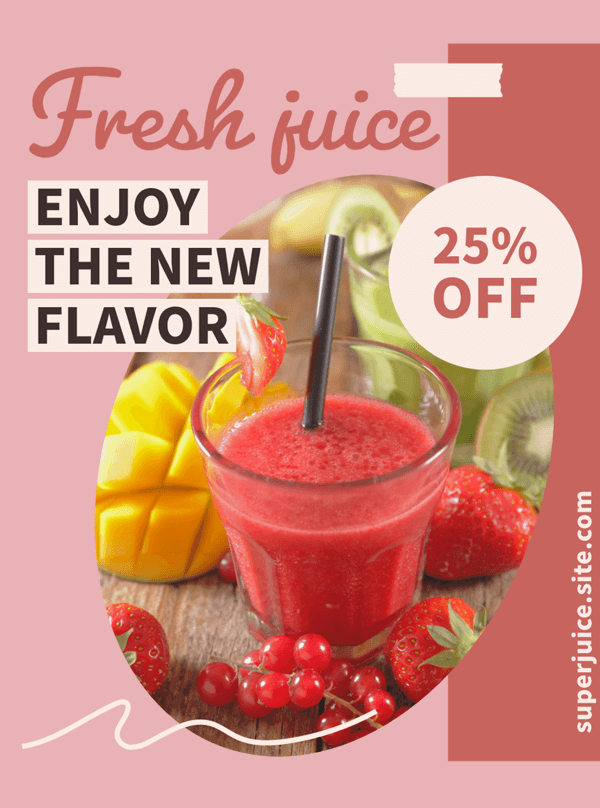 Fresh juice
ENJOY
THE NEW
FLAVOR
25%
OFF
superjuice.site.com